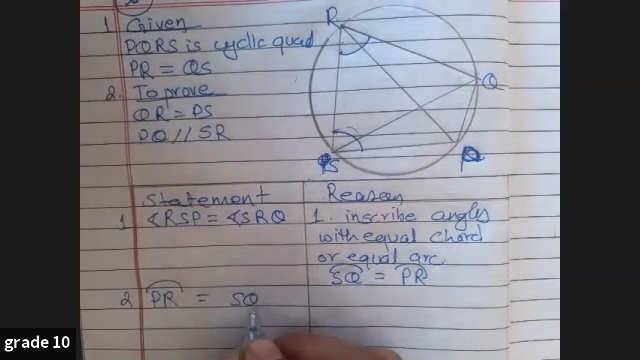 1 Given
PQRS is cyclic quad
PR = QS
2. To prove
QR = PS
PQ // SR
R
Q
S
P
Statement Reason
1 ∢RSP = ∢SRQ 1. inscribe angles
with equal chord
or equal arc.
SQ = PR
2 PR = SQ
grade 10